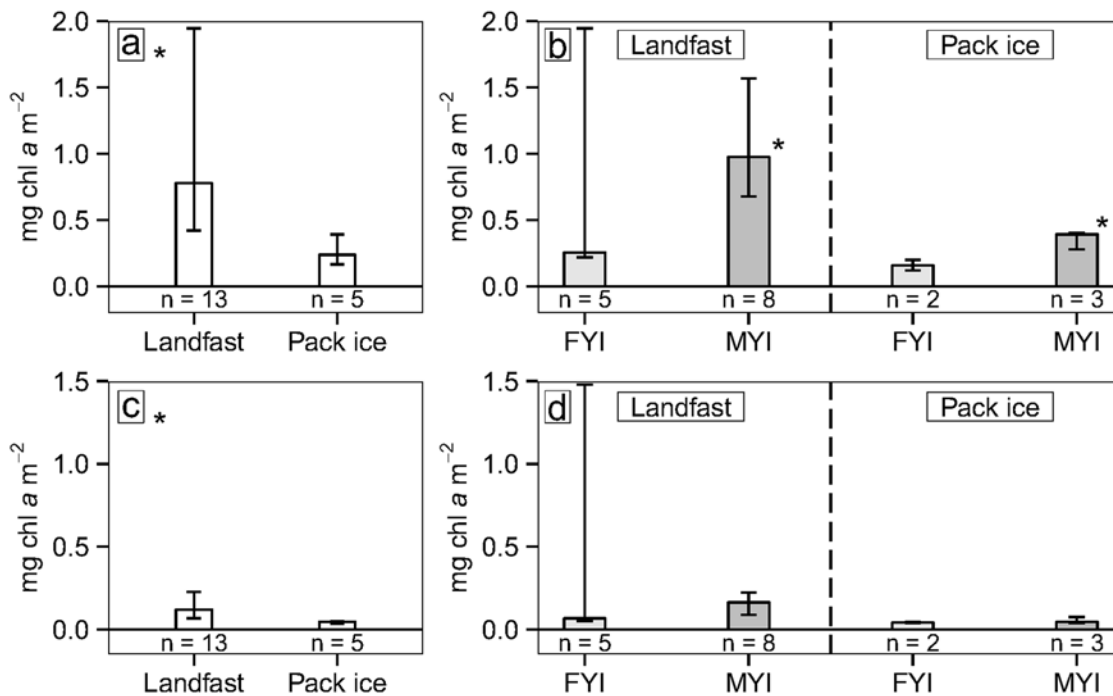 a *
mg chl a m−2
2.0
1.5
1.0
0.5
0.0
n = 13 n = 5
Landfast Pack ice
b Landfast Pack ice
mg chl a m−2
2.0
1.5
1.0
0.5
0.0
*
*
n = 5 n = 8 n = 2 n = 3
FYI MYI FYI MYI
c *
mg chl a m−2
1.5
1.0
0.5
0.0
n = 13 n = 5
Landfast Pack ice
d Landfast Pack ice
mg chl a m−2
1.5
1.0
0.5
0.0
n = 5 n = 8 n = 2 n = 3
FYI MYI FYI MYI